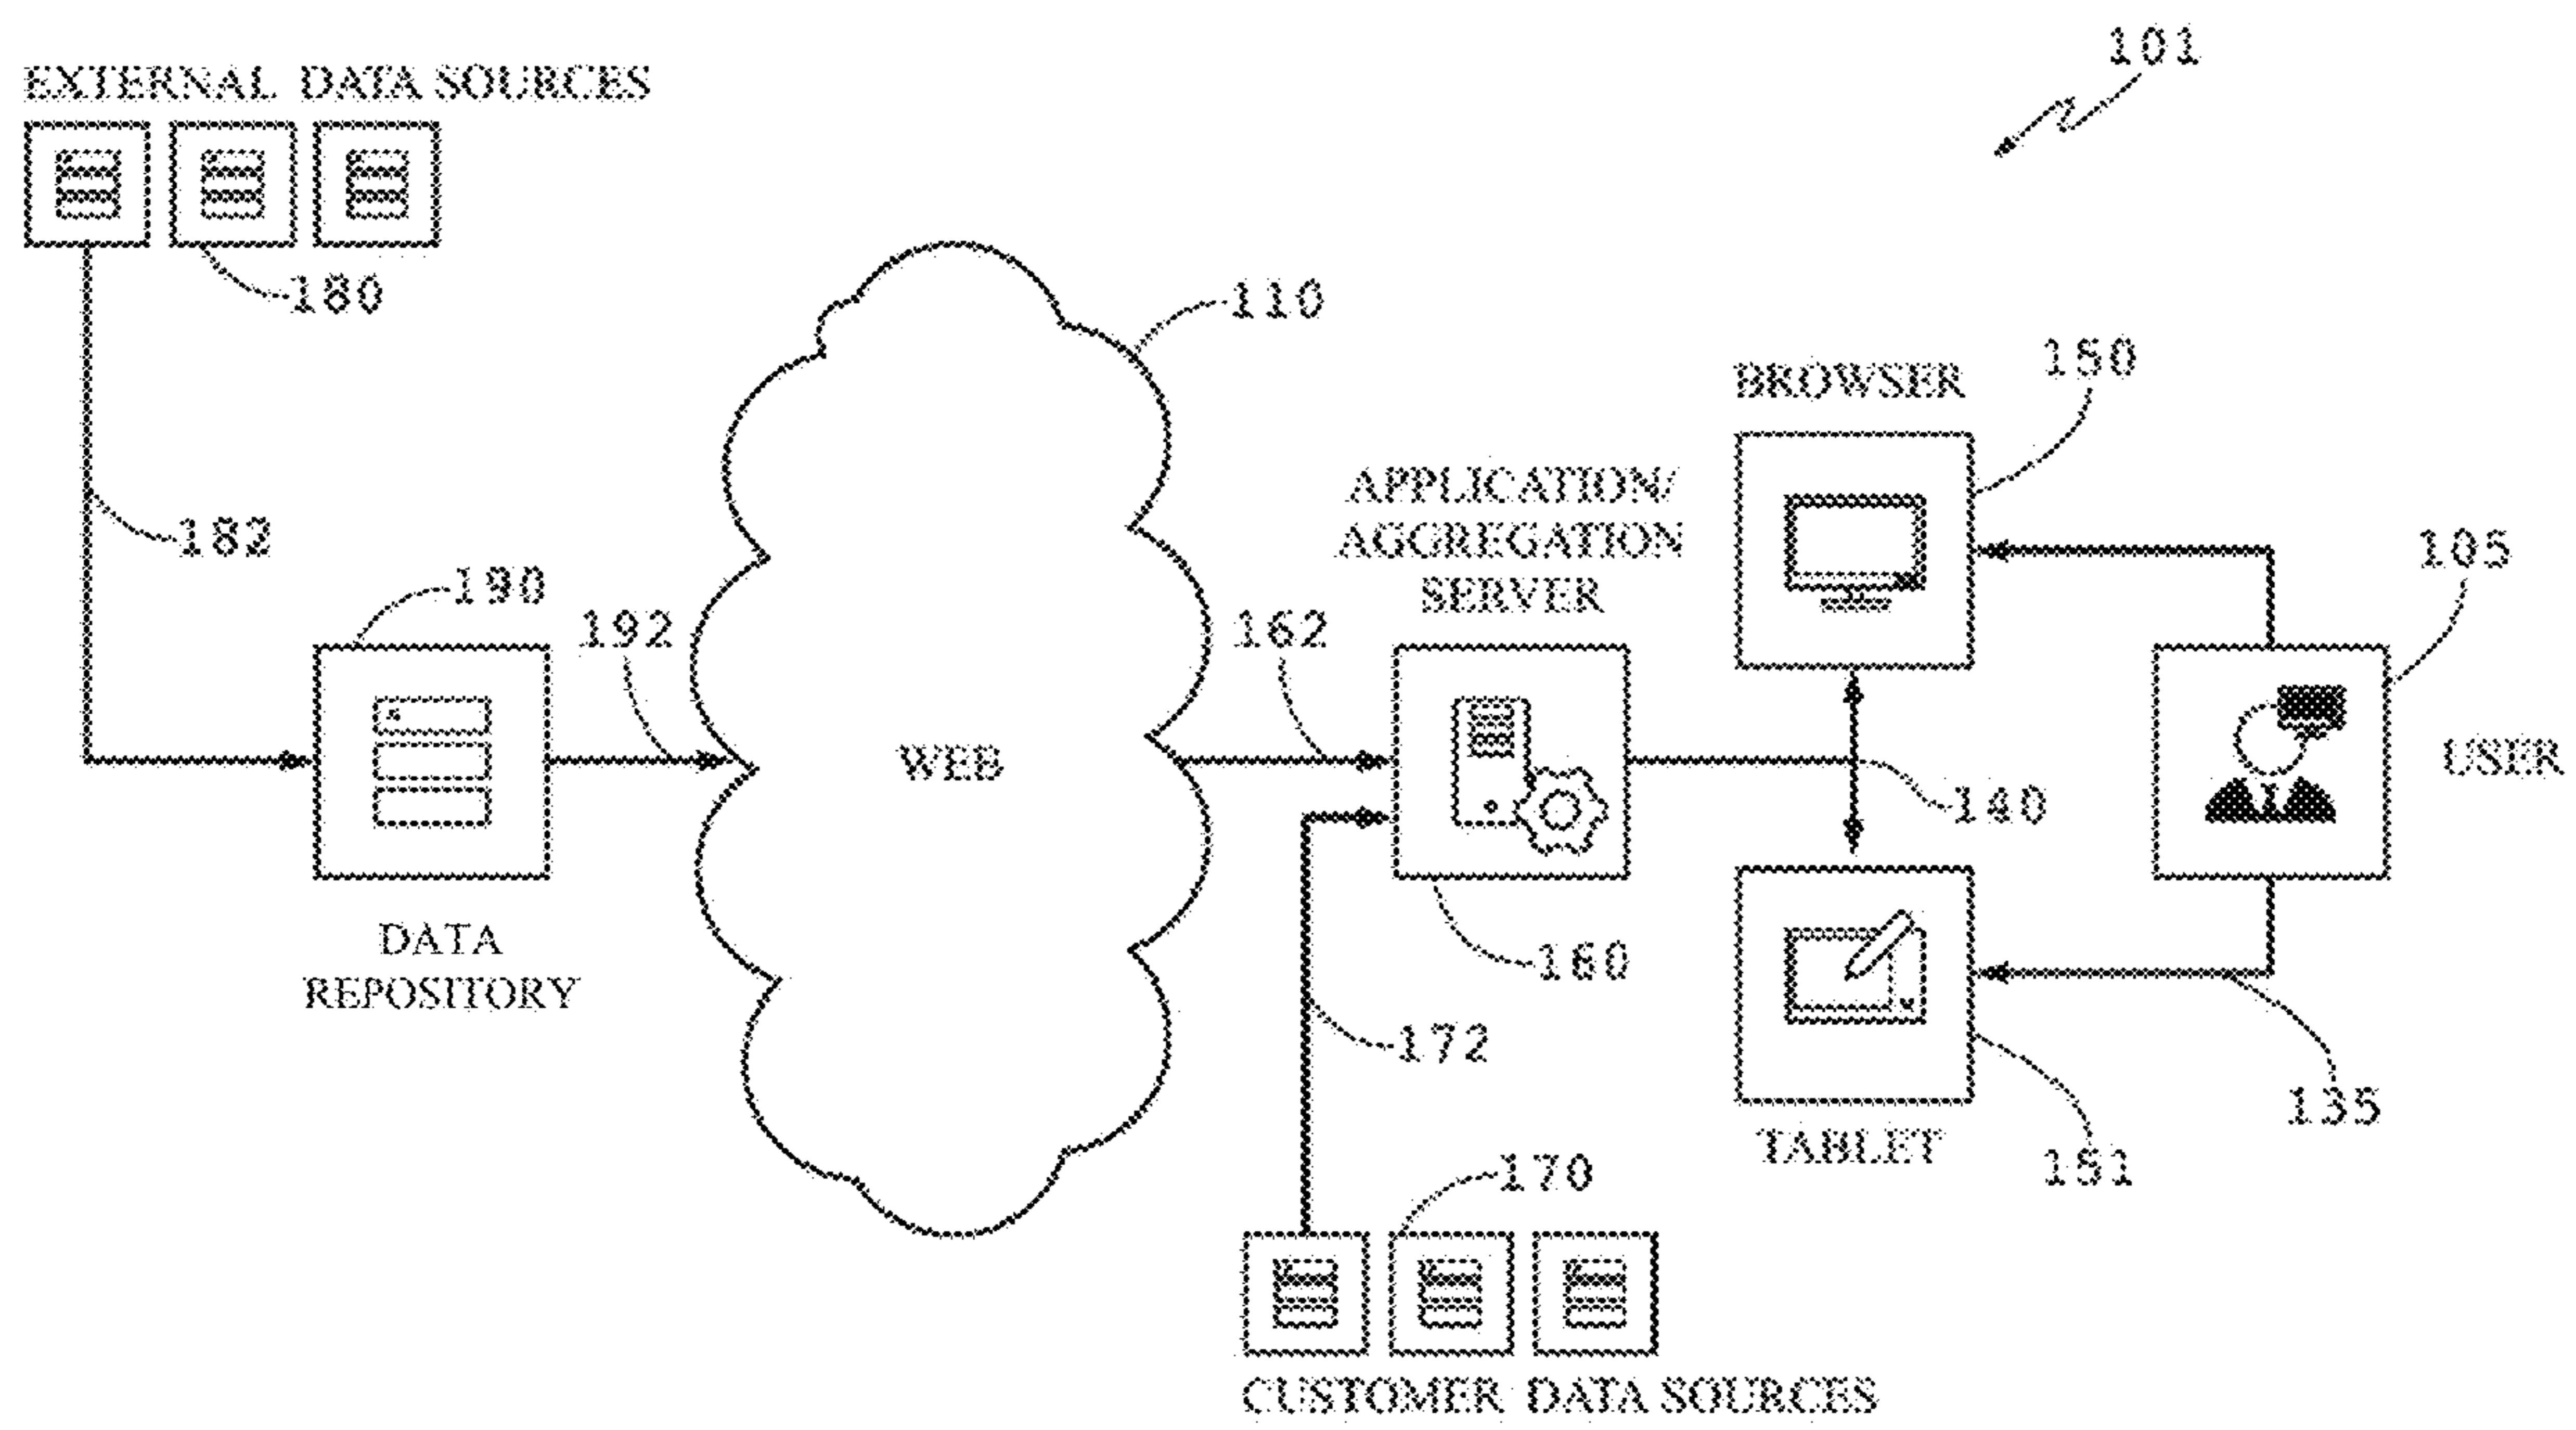 101
EXTERNAL DATA SOURCES
180
110
150
BROWSER
APPLICATION/
AGGREGATION
SERVER
182
105
190
192
162
WEB
USER
140
DATA
REPOSITORY
160
172
135
TABLET
151
170
CUSTOMER DATA SOURCES